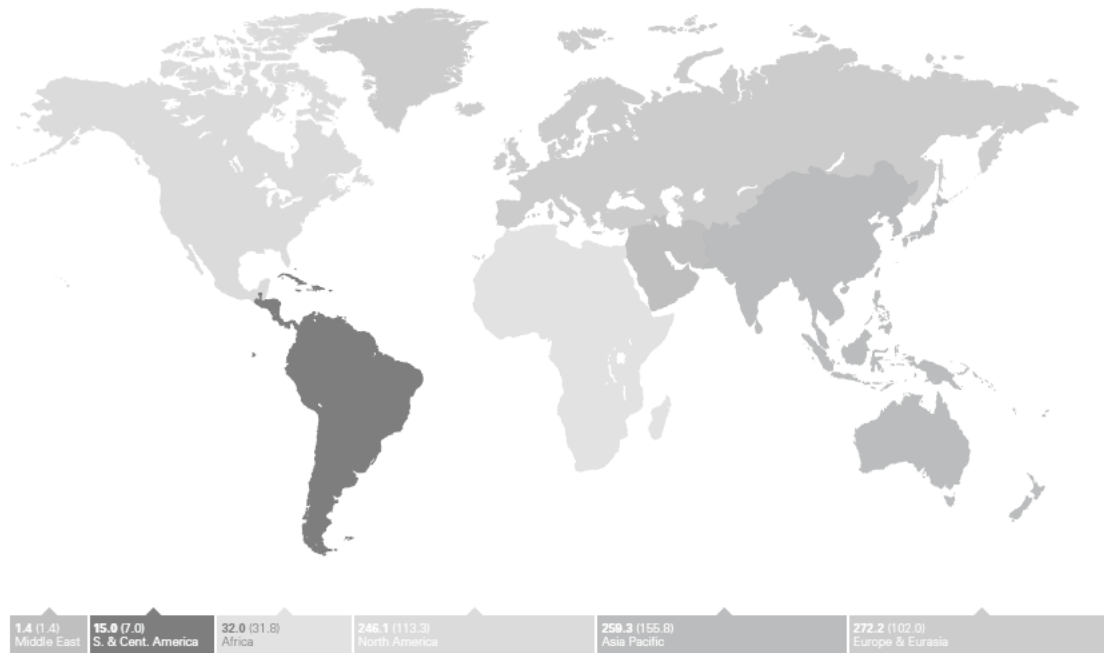 1.4 (1.4)
Middle East
15.0 (7.0)
S. & Cent. America
32.0 (31.8)
Africa
246.1 (113.3)
North America
259.3 (155.8)
Asia Pacific
272.2 (102.0)
Europe & Eurasia